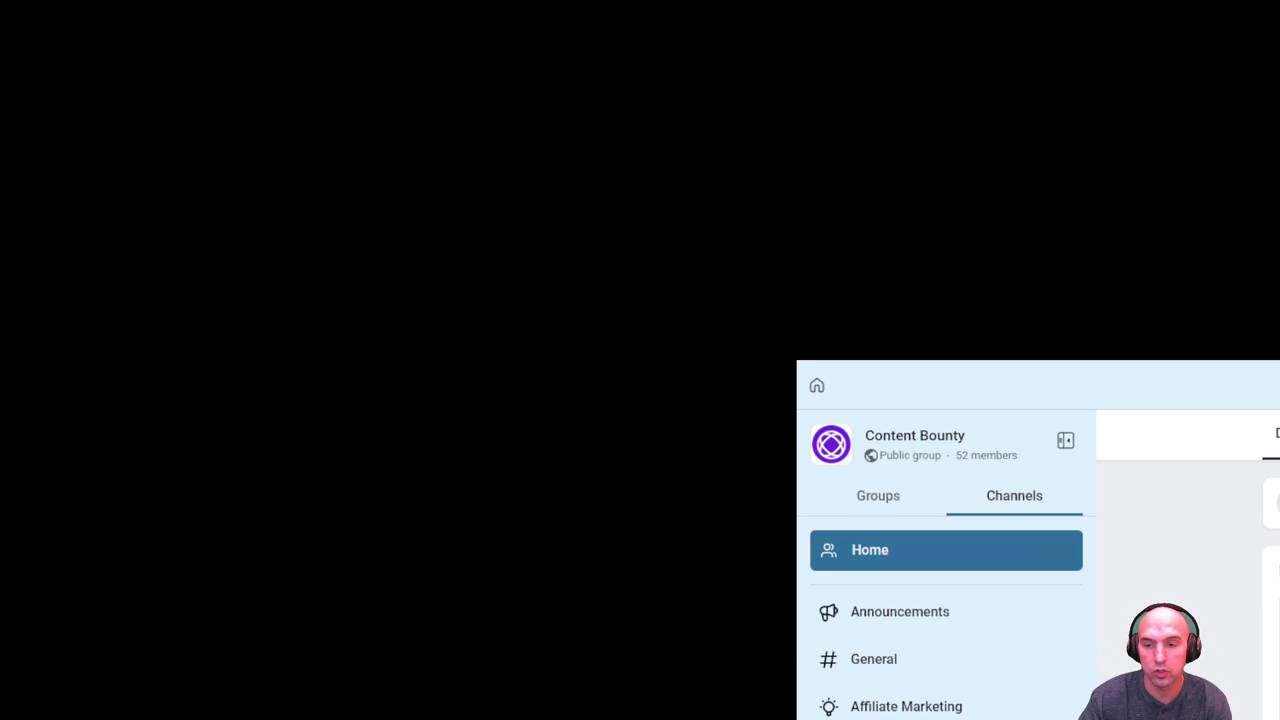 Content Bounty
Public group · 52 members
Groups Channels
Home
Announcements
General
Affiliate Marketing